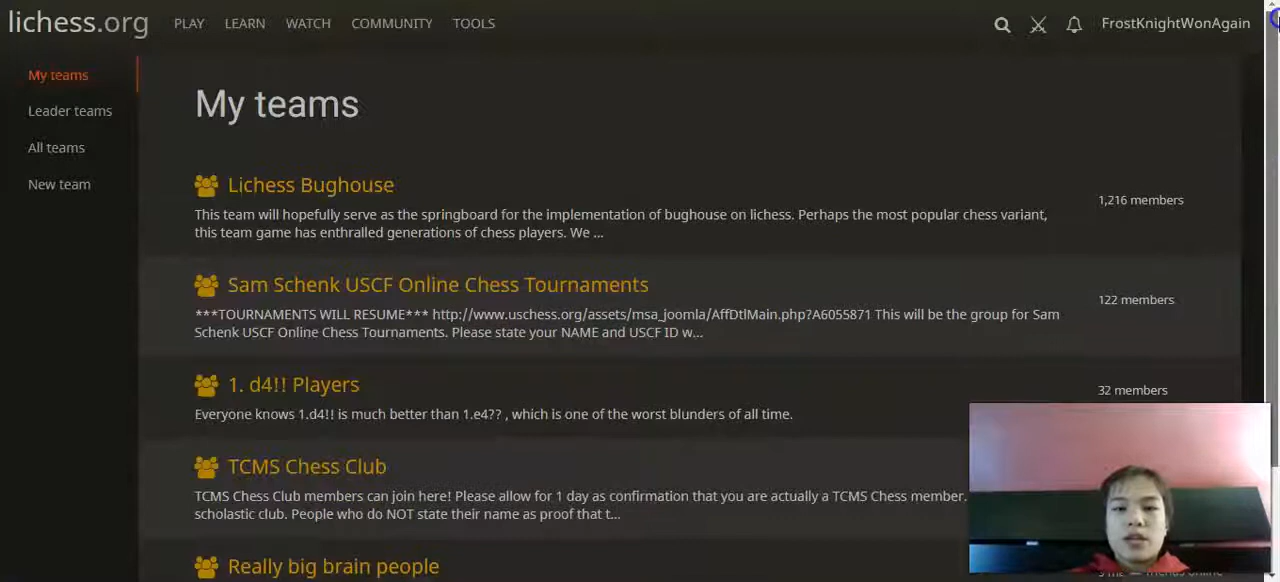 lichess.org PLAY LEARN WATCH COMMUNITY TOOLS FrostKnightWonAgain
My teams
Leader teams
All teams
New team
My teams
Lichess Bughouse
This team will hopefully serve as the springboard for the implementation of bughouse on lichess. Perhaps the most popular chess variant,
this team game has enthralled generations of chess players. We ...
1,216 members
Sam Schenk USCF Online Chess Tournaments
***TOURNAMENTS WILL RESUME*** http://www.uschess.org/assets/msa_joomla/AffDtlMain.php?A6055871 This will be the group for Sam
Schenk USCF Online Chess Tournaments. Please state your NAME and USCF ID w...
122 members
1. d4!! Players
Everyone knows 1.d4!! is much better than 1.e4?? , which is one of the worst blunders of all time.
32 members
TCMS Chess Club
TCMS Chess Club members can join here! Please allow for 1 day as confirmation that you are actually a TCMS Chess member.
scholastic club. People who do NOT state their name as proof that t...
Really big brain people